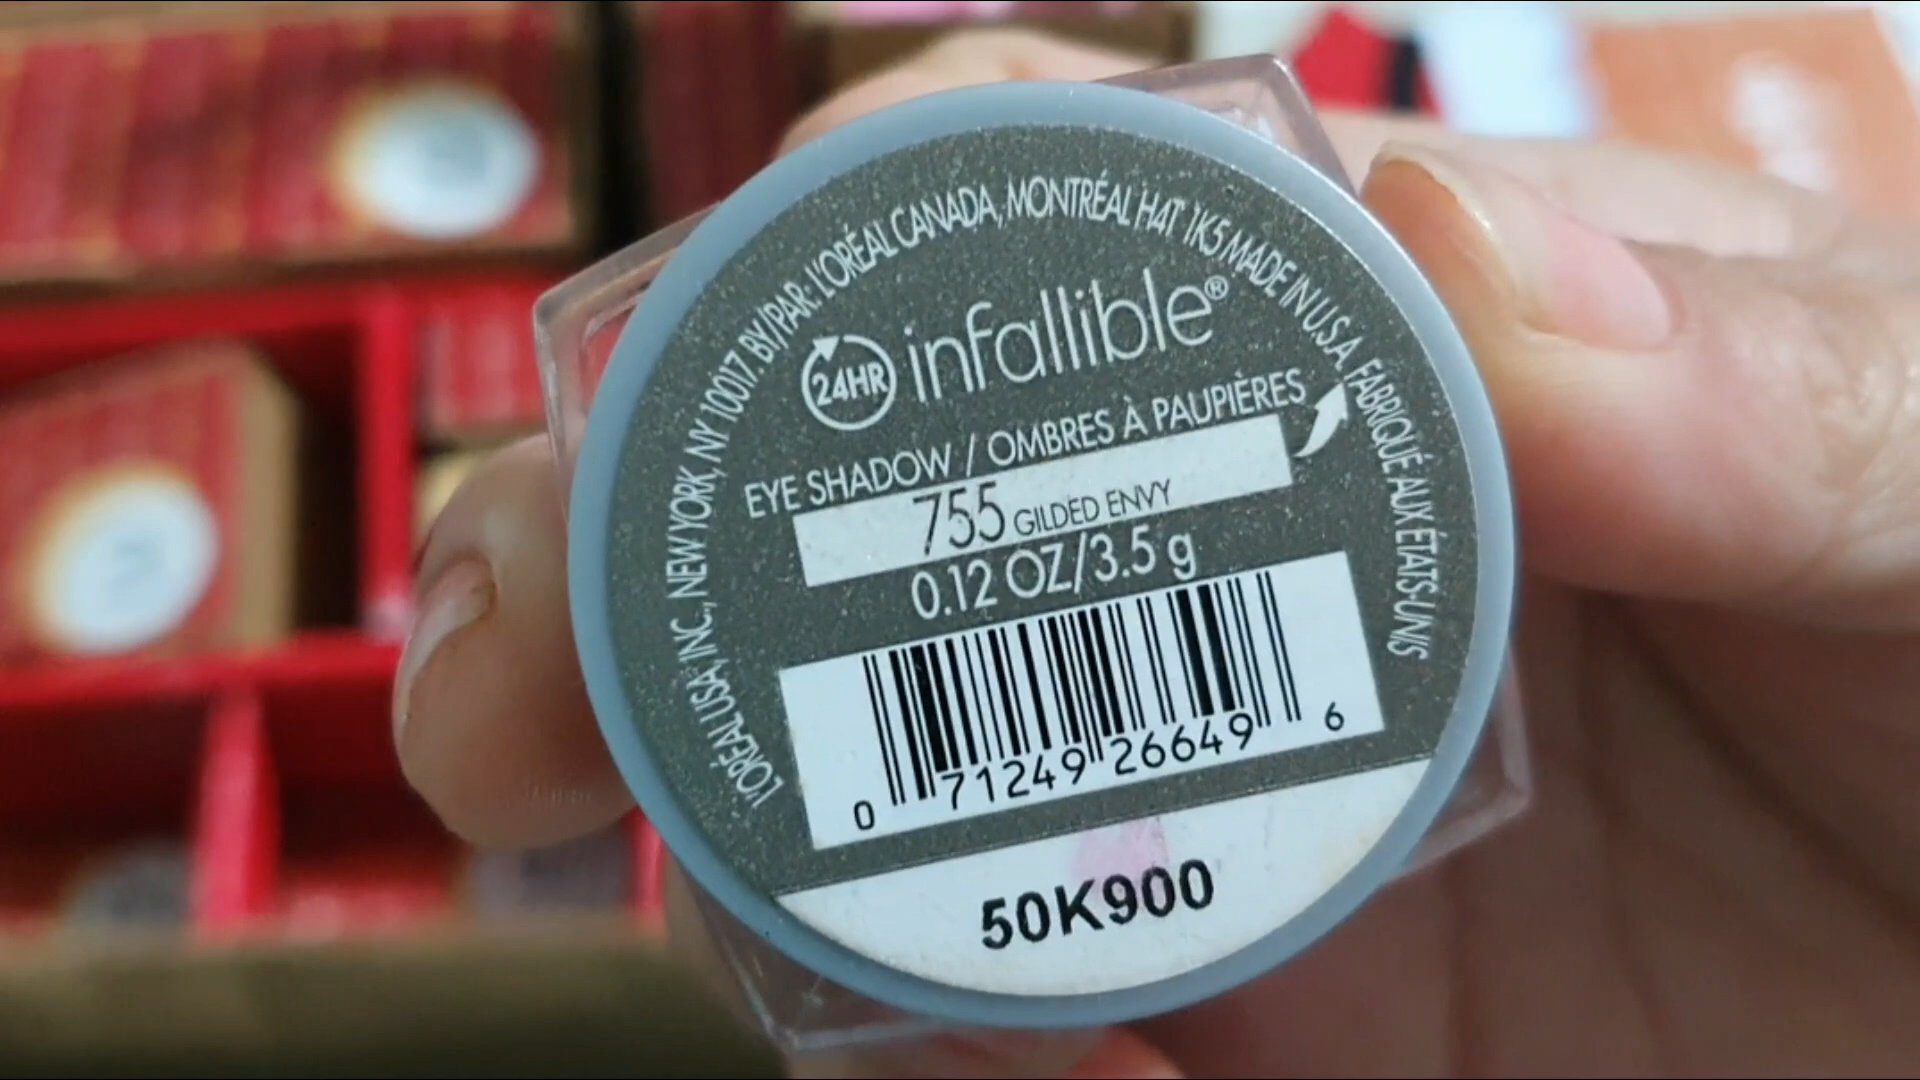 L'ORÉAL USA, INC., NEW YORK, NY 10017. BY/PAR: L'ORÉAL CANADA, MONTRÉAL H4T 1K5 MADE IN U.S.A. FABRIQUÉ AUX ÉTATS-UNIS
24HR infallible®
EYE SHADOW / OMBRES À PAUPIÈRES
755 GILDED ENVY
0.12 OZ/3.5 g
0 71249 26649 6
50K900